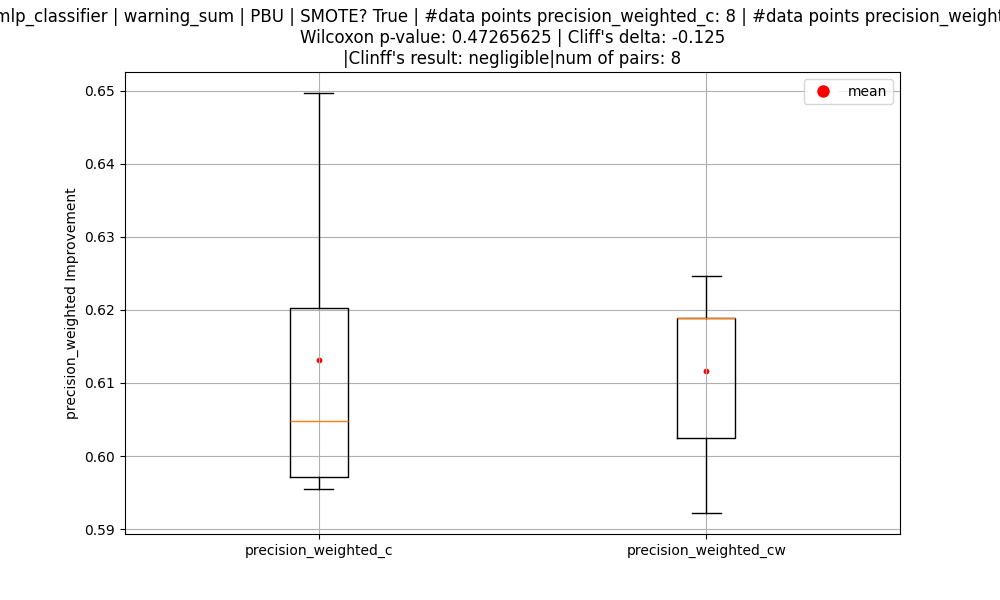 mlp_classifier | warning_sum | PBU | SMOTE? True | #data points precision_weighted_c: 8 | #data points
Wilcoxon p-value: 0.47265625 | Cliff's delta: -0.125
|Clinff's result: negligible|num of pairs: 8
mean
precision_weighted Improvement
0.65
0.64
0.63
0.62
0.61
0.60
0.59
precision_weighted_c
precision_weighted_cw